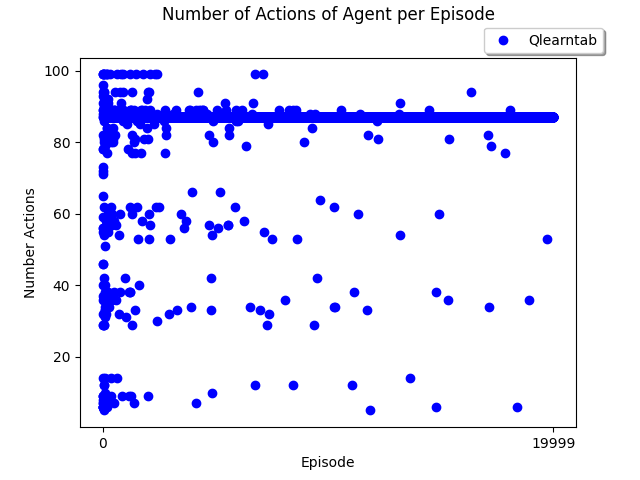 Number of Actions of Agent per Episode
Qlearntab
100
80
60
40
20
Number Actions
0
19999
Episode